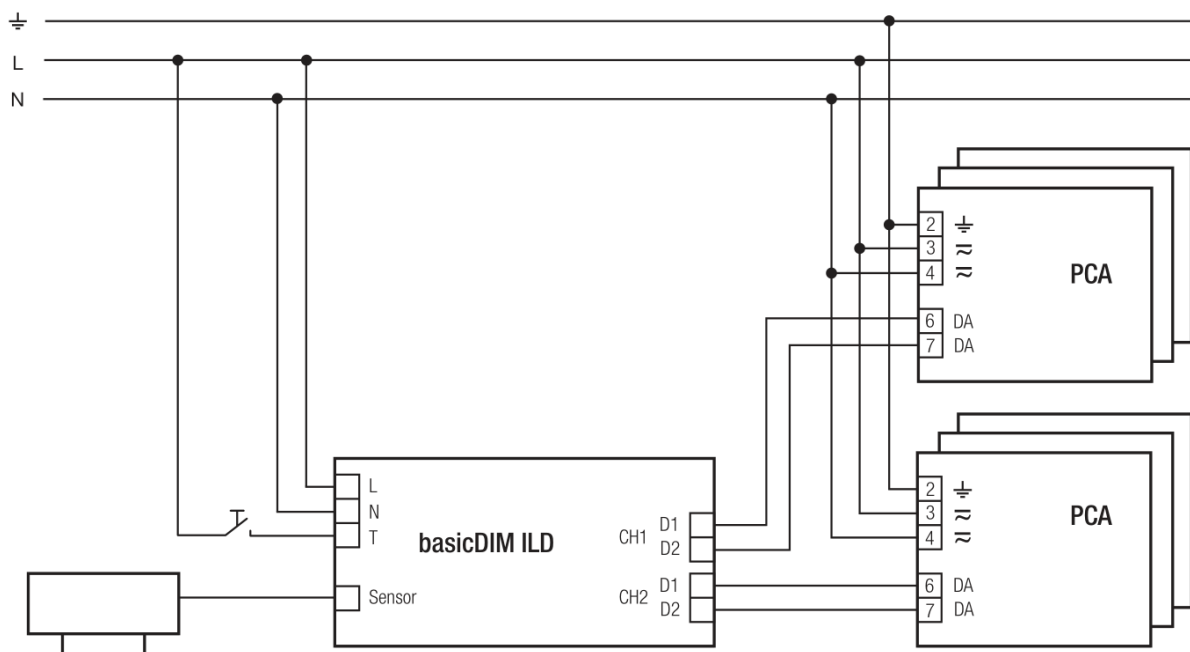 L
N
2
3
4
PCA
6 DA
7 DA
2
3
4
PCA
6 DA
7 DA
L
N
T
Sensor
basicDIM ILD
CH1
D1
D2
CH2
D1
D2